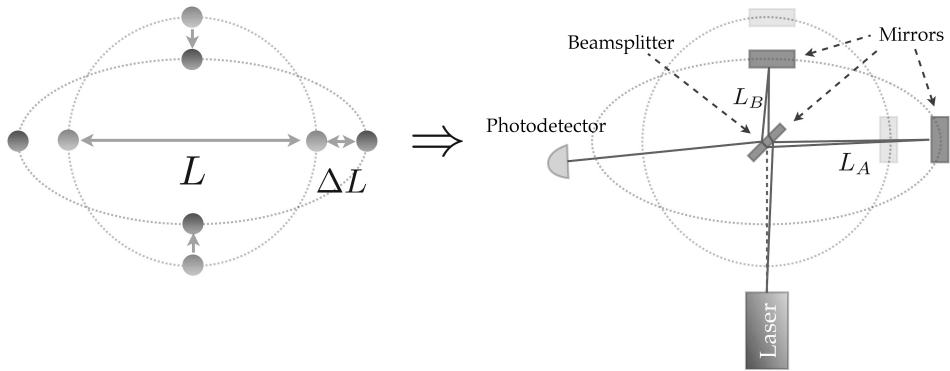 L
ΔL
⇒
Beamsplitter
Mirrors
Photodetector
L_B
L_A
Laser